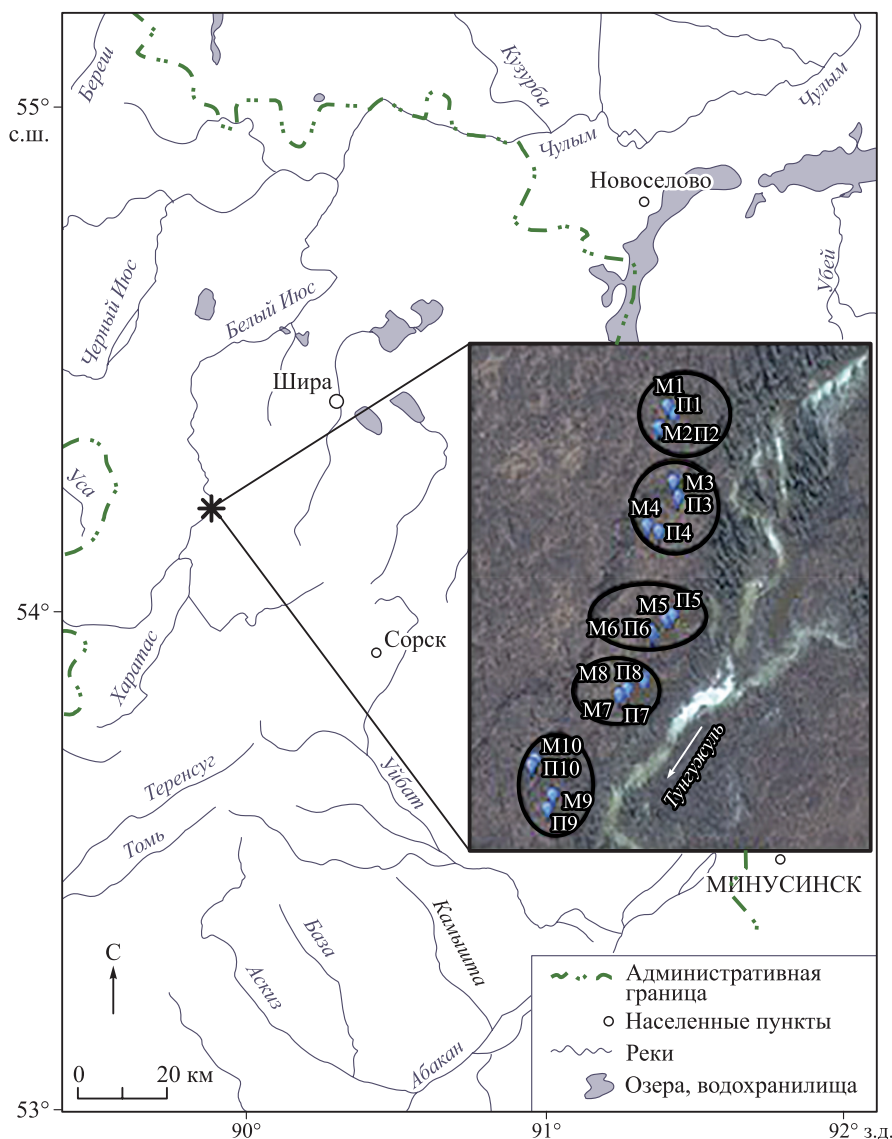 Береш
Кузурба
Чулым
55°
с.ш.
Чулым
Новоселово
Убей
Черный Июс
Белый Июс
Шира
Уса
М1
П1
М2 П2
М3
П3
М4
П4
54°
М5
П5
М6
П6
Сорск
Харатас
М8
П8
М7
П7
М10
П10
М9
П9
Тунгужуль
Теренсуг
Уйбат
Томь
МИНУСИНСК
Камышта
База
Аскиз
Абакан
С
0
20 км
Административная
граница
Населенные пункты
Реки
Озера, водохранилища
53°
90°
91°
92° з.д.